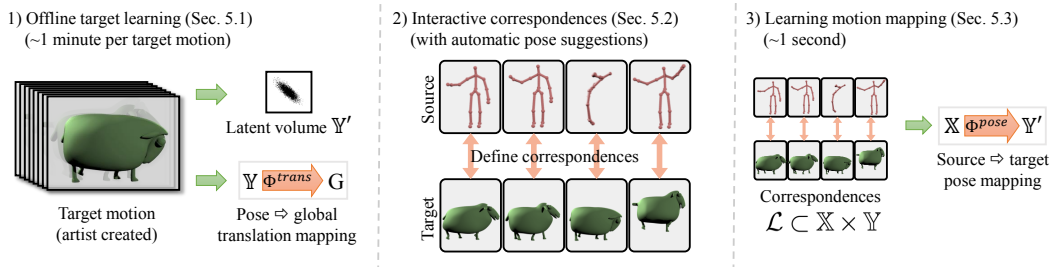 1) Offline target learning (Sec. 5.1)
(~1 minute per target motion)
Latent volume 𝕐′
𝕐 Φ^trans G
Target motion
(artist created)
Pose ⇨ global
translation mapping
2) Interactive correspondences (Sec. 5.2)
(with automatic pose suggestions)
Source
Define correspondences
Target
3) Learning motion mapping (Sec. 5.3)
(~1 second)
Correspondences
ℒ ⊂ 𝕏 × 𝕐
𝕏 Φ^pose 𝕐′
Source ⇨ target
pose mapping